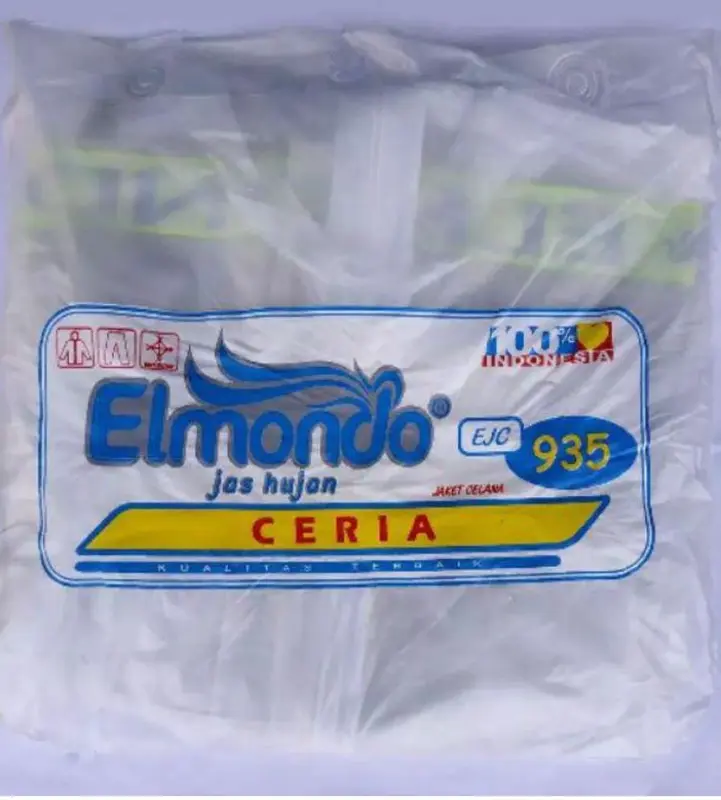 100%
INDONESIA
Elmondo®
EJC 935
jas hujan
JAKET CELANA
CERIA
KUALITAS TERBAIK